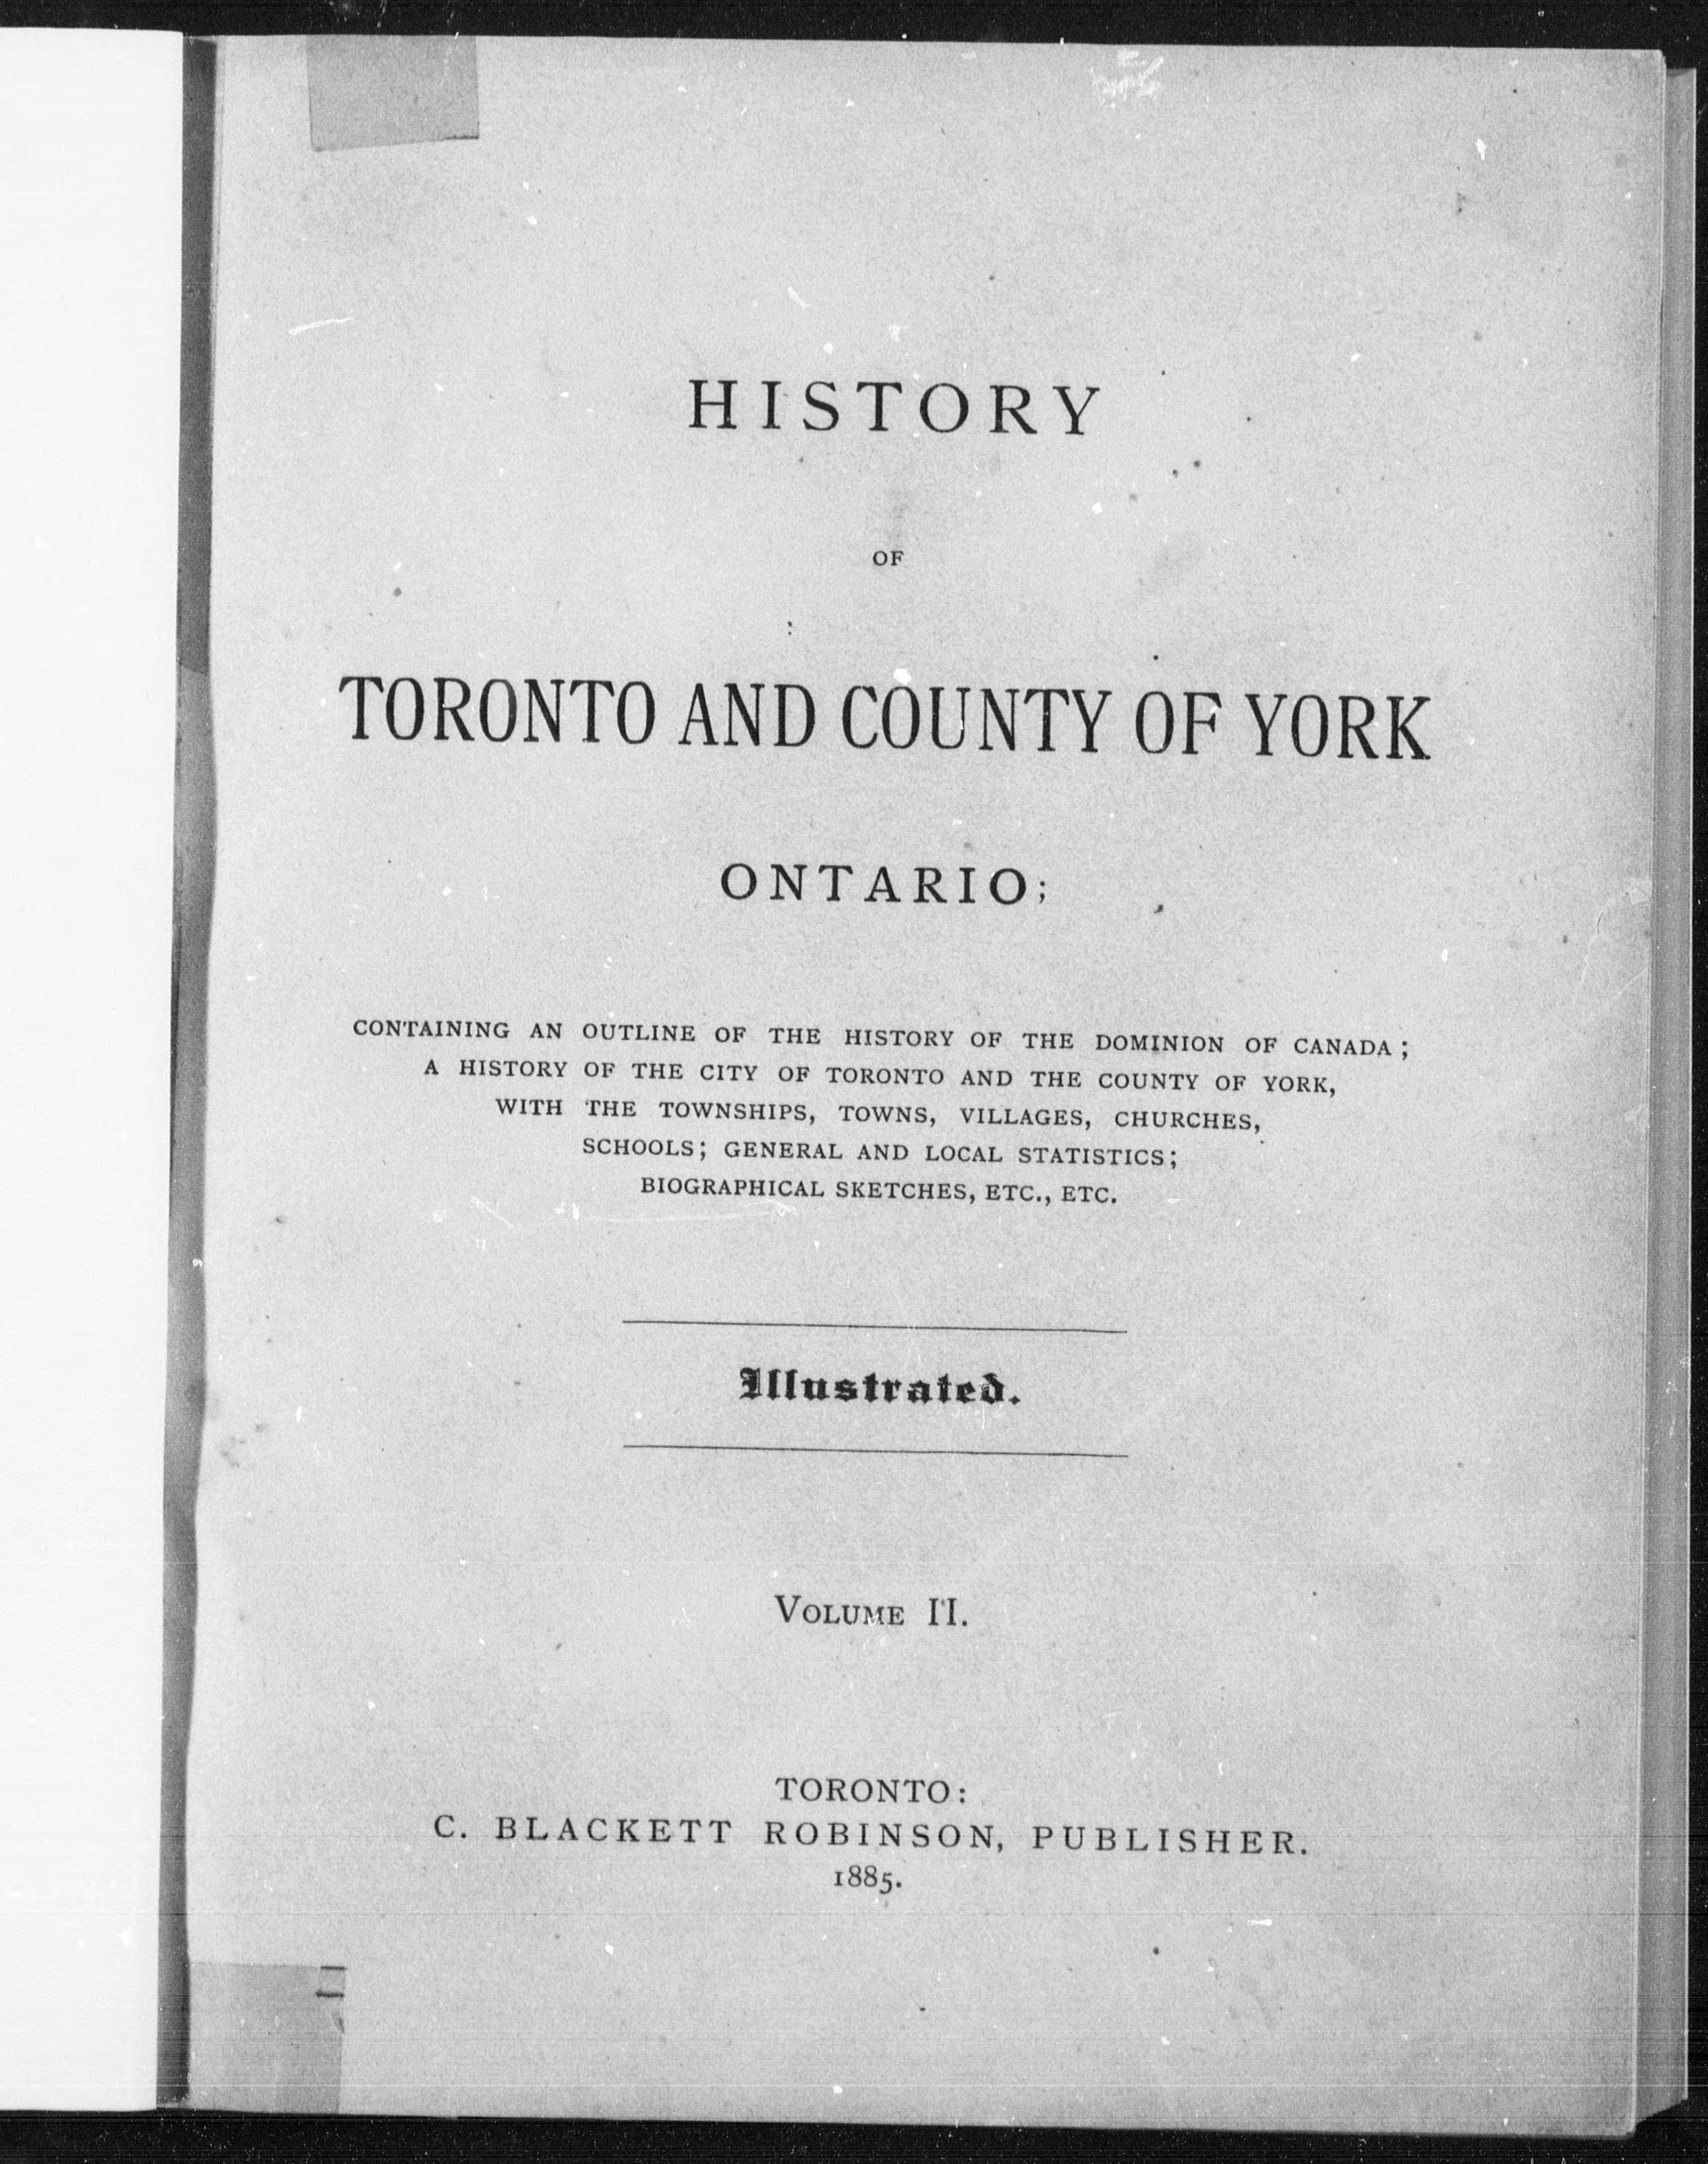 HISTORY
OF
TORONTO AND COUNTY OF YORK
ONTARIO;
CONTAINING AN OUTLINE OF THE HISTORY OF THE DOMINION OF CANADA;
A HISTORY OF THE CITY OF TORONTO AND THE COUNTY OF YORK,
WITH THE TOWNSHIPS, TOWNS, VILLAGES, CHURCHES,
SCHOOLS; GENERAL AND LOCAL STATISTICS;
BIOGRAPHICAL SKETCHES, ETC., ETC.
Illustrated.
VOLUME II.
TORONTO:
C. BLACKETT ROBINSON, PUBLISHER.
1885.